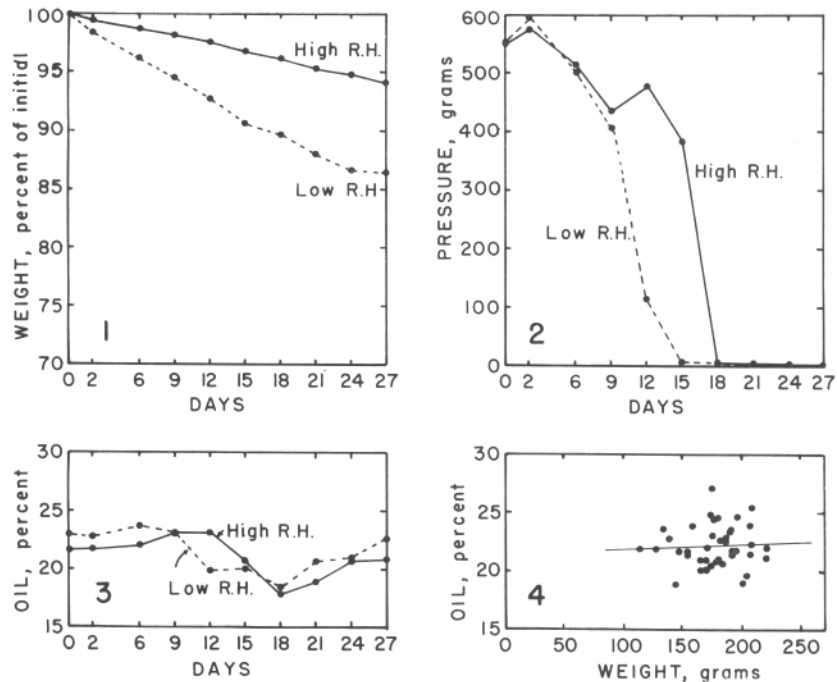 WEIGHT, percent of initidl
100
95
90
85
80
75
70
High R.H.
Low R.H
1
0 2 6 9 12 15 18 21 24 27
DAYS
PRESSURE, grams
600
500
400
300
200
100
0
High R.H.
Low R.H.
2
0 2 6 9 12 15 18 21 24 27
DAYS
OIL, percent
30
25
20
15
High R.H.
Low R.H.
3
0 2 6 9 12 15 18 21 24 27
DAYS
OIL, percent
30
25
20
15
4
0 50 100 150 200 250
WEIGHT, grams